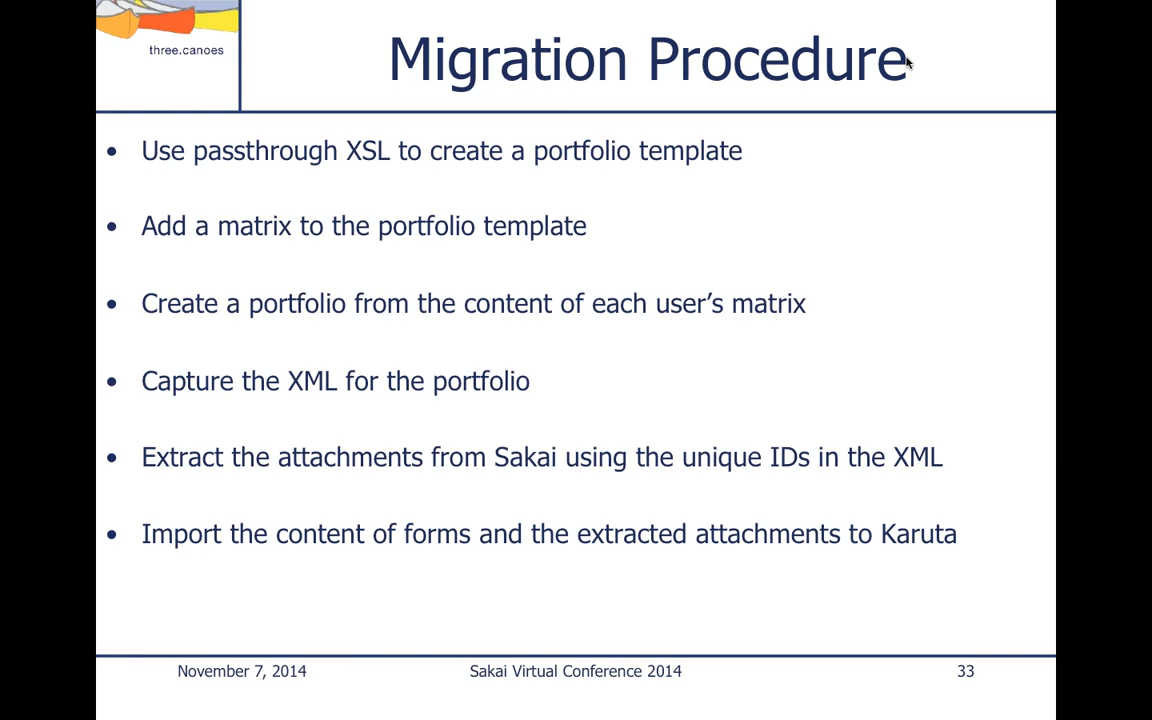 three.canoes
Migration Procedure
• Use passthrough XSL to create a portfolio template
• Add a matrix to the portfolio template
• Create a portfolio from the content of each user’s matrix
• Capture the XML for the portfolio
• Extract the attachments from Sakai using the unique IDs in the XML
• Import the content of forms and the extracted attachments to Karuta
November 7, 2014
Sakai Virtual Conference 2014
33